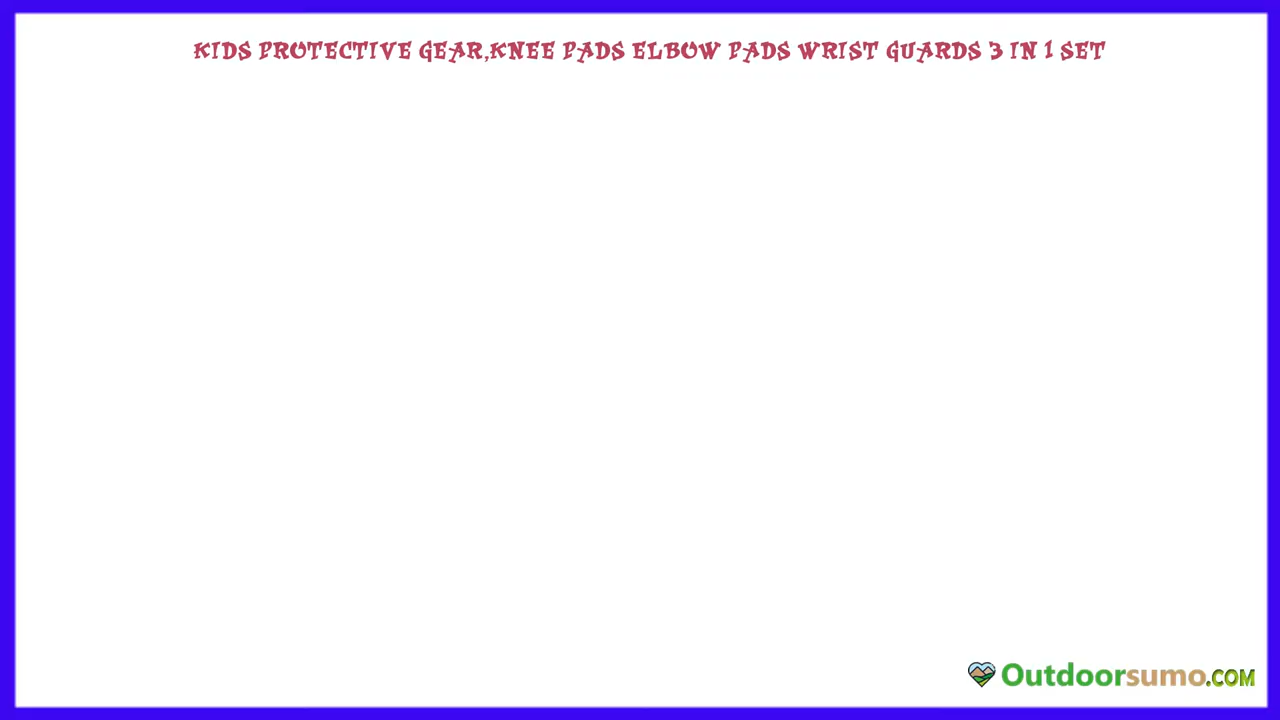 KIDS PROTECTIVE GEAR,KNEE PADS ELBOW PADS WRIST GUARDS 3 IN 1 SET
Outdoorsumo.COM